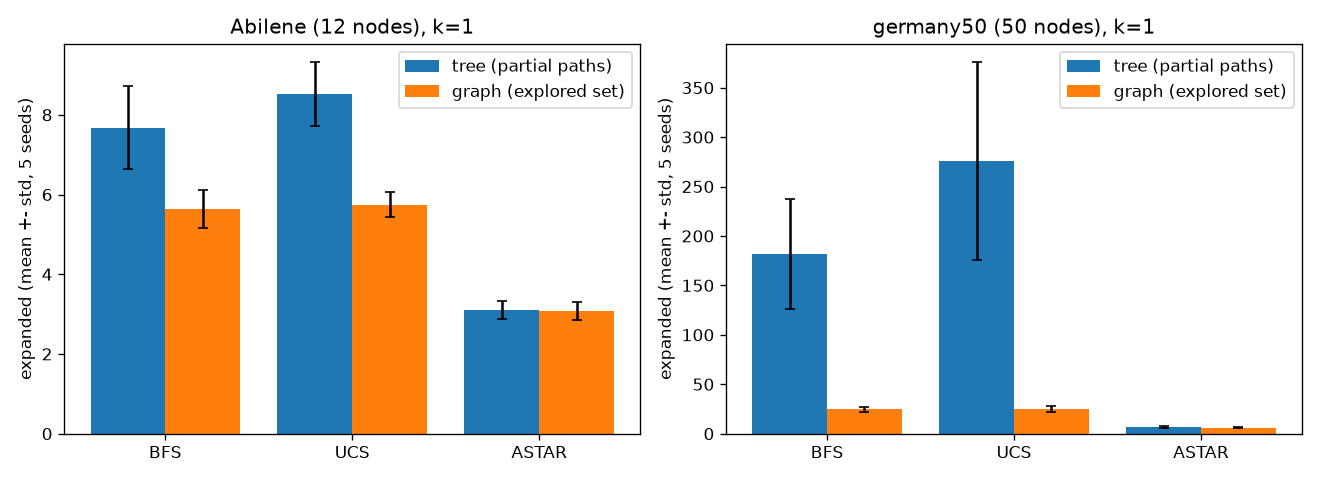 Abilene (12 nodes), k=1
expanded (mean +- std, 5 seeds)
8
6
4
2
0
tree (partial paths)
graph (explored set)
BFS
UCS
ASTAR
germany50 (50 nodes), k=1
expanded (mean +- std, 5 seeds)
350
300
250
200
150
100
50
0
tree (partial paths)
graph (explored set)
BFS
UCS
ASTAR